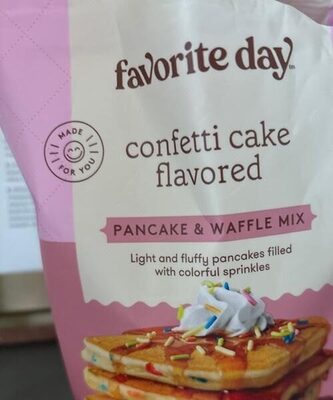 favorite day
MADE
FOR YOU
confetti cake
flavored
PANCAKE & WAFFLE MIX
Light and fluffy pancakes filled
with colorful sprinkles